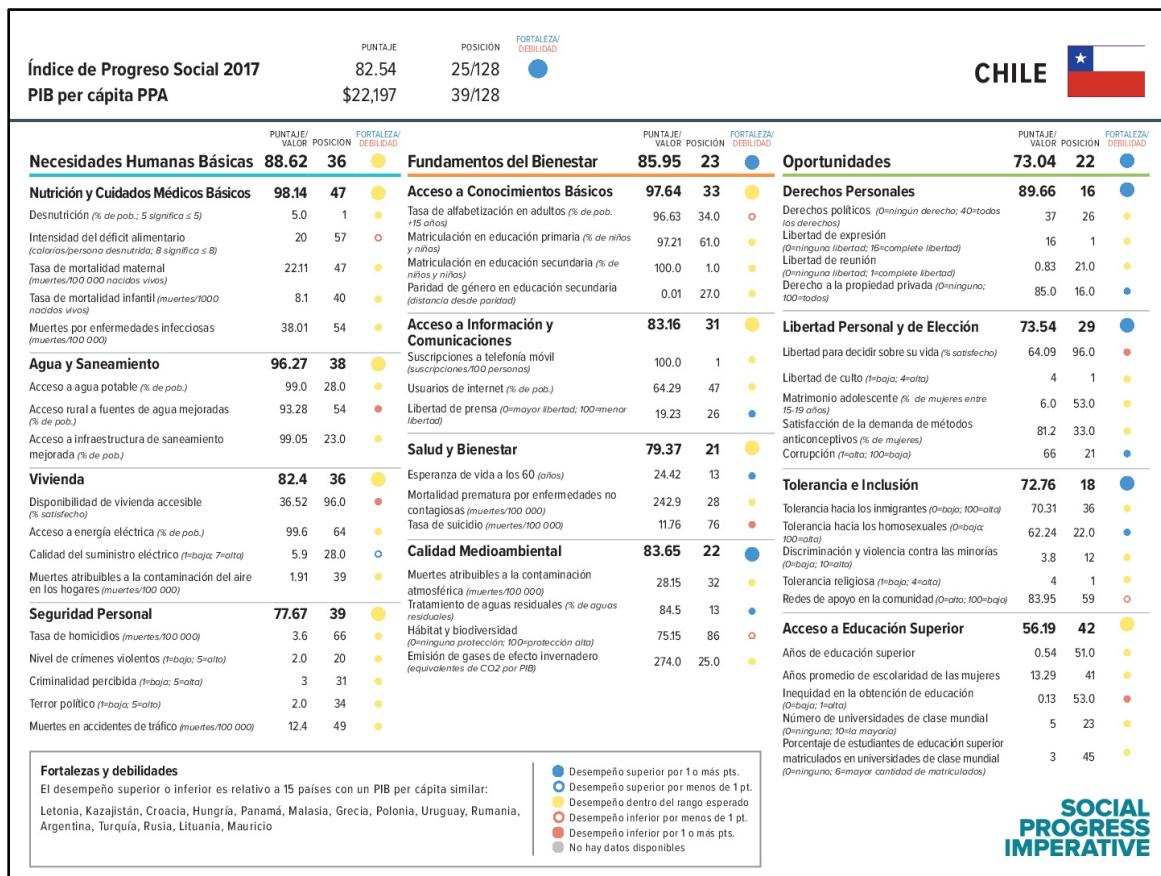 PUNTAJE POSICIÓN FORTALEZA/
DEBILIDAD
Índice de Progreso Social 2017 82.54 25/128
PIB per cápita PPA $22,197 39/128
CHILE
PUNTAJE/
VALOR POSICIÓN FORTALEZA/
DEBILIDAD
Necesidades Humanas Básicas 88.62 36
Nutrición y Cuidados Médicos Básicos 98.14 47
Desnutrición (% de pob.; 5 significa ≤ 5) 5.0 1
Intensidad del déficit alimentario 20 57
(calorías/persona desnutrida; 8 significa ≤ 8)
Tasa de mortalidad maternal 22.11 47
(muertes/100 000 nacidos vivos)
Tasa de mortalidad infantil (muertes/1000 8.1 40
nacidos vivos)
Muertes por enfermedades infecciosas 38.01 54
(muertes/100 000)
Agua y Saneamiento 96.27 38
Acceso a agua potable (% de pob.) 99.0 28.0
Acceso rural a fuentes de agua mejoradas 93.28 54
(% de pob.)
Acceso a infraestructura de saneamiento 99.05 23.0
mejorada (% de pob.)
Vivienda 82.4 36
Disponibilidad de vivienda accesible 36.52 96.0
(% satisfecho)
Acceso a energía eléctrica (% de pob.) 99.6 64
Calidad del suministro eléctrico (1=baja; 7=alta) 5.9 28.0
Muertes atribuibles a la contaminación del aire 1.91 39
en los hogares (muertes/100 000)
Seguridad Personal 77.67 39
Tasa de homicidios (muertes/100 000) 3.6 66
Nivel de crímenes violentos (1=bajo; 5=alto) 2.0 20
Criminalidad percibida (1=baja; 5=alta) 3 31
Terror político (1=bajo; 5=alto) 2.0 34
Muertes en accidentes de tráfico (muertes/100 000) 12.4 49
PUNTAJE/
VALOR POSICIÓN FORTALEZA/
DEBILIDAD
Fundamentos del Bienestar 85.95 23
Acceso a Conocimientos Básicos 97.64 33
Tasa de alfabetización en adultos (% de pob. 96.63 34.0
+15 años)
Matriculación en educación primaria (% de niños 97.21 61.0
y niñas)
Matriculación en educación secundaria (% de 100.0 1.0
niños y niñas)
Paridad de género en educación secundaria 0.01 27.0
(distancia desde paridad)
Acceso a Información y 83.16 31
Comunicaciones
Suscripciones a telefonía móvil 100.0 1
(suscripciones/100 personas)
Usuarios de internet (% de pob.) 64.29 47
Libertad de prensa (0=mayor libertad; 100=menor 19.23 26
libertad)
Salud y Bienestar 79.37 21
Esperanza de vida a los 60 (años) 24.42 13
Mortalidad prematura por enfermedades no 242.9 28
contagiosas (muertes/100 000)
Tasa de suicidio (muertes/100 000) 11.76 76
Calidad Medioambiental 83.65 22
Muertes atribuibles a la contaminación 28.15 32
atmosférica (muertes/100 000)
Tratamiento de aguas residuales (% de aguas 84.5 13
residuales)
Hábitat y biodiversidad 75.15 86
(0=ninguna protección; 100=protección alta)
Emisión de gases de efecto invernadero 274.0 25.0
(equivalentes de CO2 por PIB)
PUNTAJE/
VALOR POSICIÓN FORTALEZA/
DEBILIDAD
Oportunidades 73.04 22
Derechos Personales 89.66 16
Derechos políticos (0=ningún derecho; 40=todos 37 26
los derechos)
Libertad de expresión 16 1
(0=ninguna libertad; 16=complete libertad)
Libertad de reunión 0.83 21.0
(0=ninguna libertad; 1=complete libertad)
Derecho a la propiedad privada (0=ninguno; 85.0 16.0
100=todos)
Libertad Personal y de Elección 73.54 29
Libertad para decidir sobre su vida (% satisfecho) 64.09 96.0
Libertad de culto (1=baja; 4=alta) 4 1
Matrimonio adolescente (% de mujeres entre 6.0 53.0
15-19 años)
Satisfacción de la demanda de métodos 81.2 33.0
anticonceptivos (% de mujeres)
Corrupción (1=alta; 100=baja) 66 21
Tolerancia e Inclusión 72.76 18
Tolerancia hacia los inmigrantes (0=baja; 100=alta) 70.31 36
Tolerancia hacia los homosexuales (0=baja; 62.24 22.0
100=alta)
Discriminación y violencia contra las minorías 3.8 12
(0=baja; 10=alta)
Tolerancia religiosa (1=baja; 4=alta) 4 1
Redes de apoyo en la comunidad (0=alto; 100=bajo) 83.95 59
Acceso a Educación Superior 56.19 42
Años de educación superior 0.54 51.0
Años promedio de escolaridad de las mujeres 13.29 41
Inequidad en la obtención de educación 0.13 53.0
(0=baja; 1=alta)
Número de universidades de clase mundial 5 23
(0=ninguna; 10=la mayoría)
Porcentaje de estudiantes de educación superior
matriculados en universidades de clase mundial 3 45
(0=ninguno; 6=mayor cantidad de matriculados)
Fortalezas y debilidades
El desempeño superior o inferior es relativo a 15 países con un PIB per cápita similar:
Letonia, Kazajistán, Croacia, Hungría, Panamá, Malasia, Grecia, Polonia, Uruguay, Rumania,
Argentina, Turquía, Rusia, Lituania, Mauricio
Desempeño superior por 1 o más pts.
Desempeño superior por menos de 1 pt.
Desempeño dentro del rango esperado
Desempeño inferior por menos de 1 pt.
Desempeño inferior por 1 o más pts.
No hay datos disponibles
SOCIAL
PROGRESS
IMPERATIVE